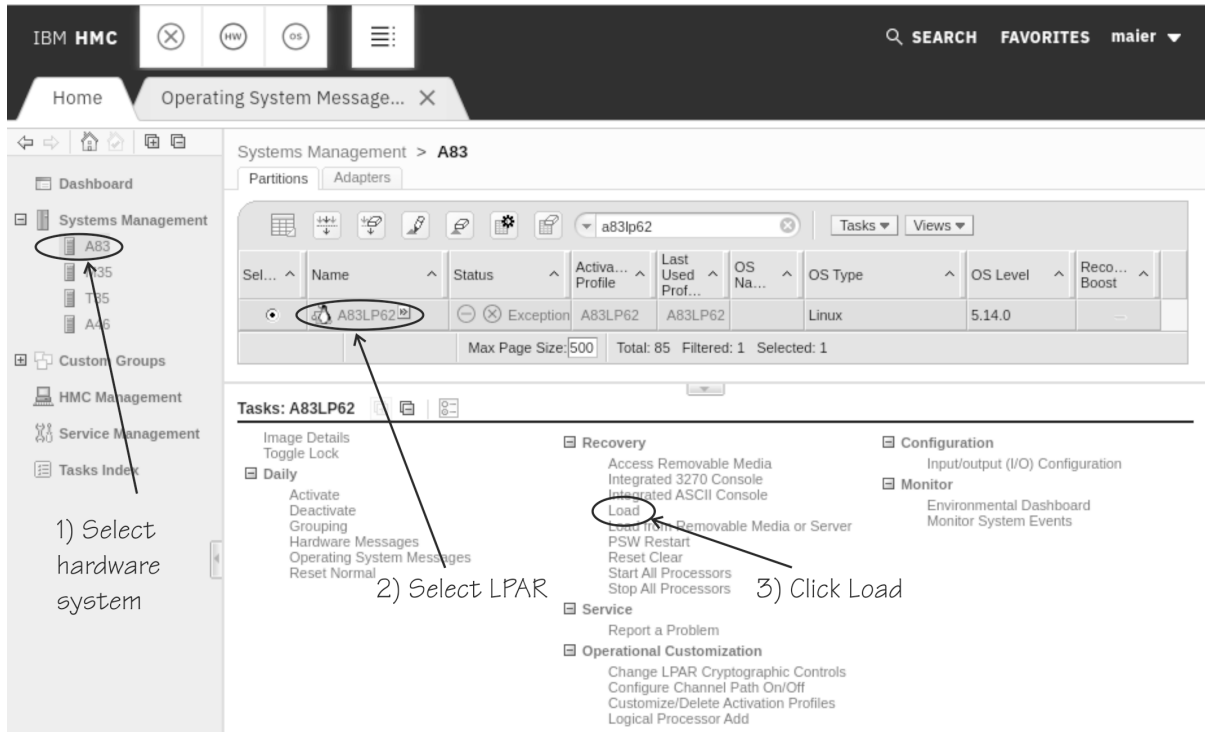 IBM HMC
HW
OS
SEARCH FAVORITES maier
Home
Operating System Message...
Systems Management > A83
Partitions
Adapters
Dashboard
Systems Management
A83
T85
A46
Custom Groups
HMC Management
Service Management
Tasks Index
a83lp62
Tasks
Views
Sel...
Name
Status
Activa... Profile
Last Used Prof...
OS Na...
OS Type
OS Level
Reco... Boost
A83LP62
Exception
A83LP62
A83LP62
Linux
5.14.0
Max Page Size: 500 Total: 85 Filtered: 1 Selected: 1
Tasks: A83LP62
Image Details
Toggle Lock
Daily
Activate
Deactivate
Grouping
Hardware Messages
Operating System Messages
Reset Normal
Recovery
Access Removable Media
Integrated 3270 Console
Integrated ASCII Console
Load
Load from Removable Media or Server
PSW Restart
Reset Clear
Start All Processors
Stop All Processors
Service
Report a Problem
Operational Customization
Change LPAR Cryptographic Controls
Configure Channel Path On/Off
Customize/Delete Activation Profiles
Logical Processor Add
Configuration
Input/output (I/O) Configuration
Monitor
Environmental Dashboard
Monitor System Events
1) Select
hardware
system
2) Select LPAR
3) Click Load